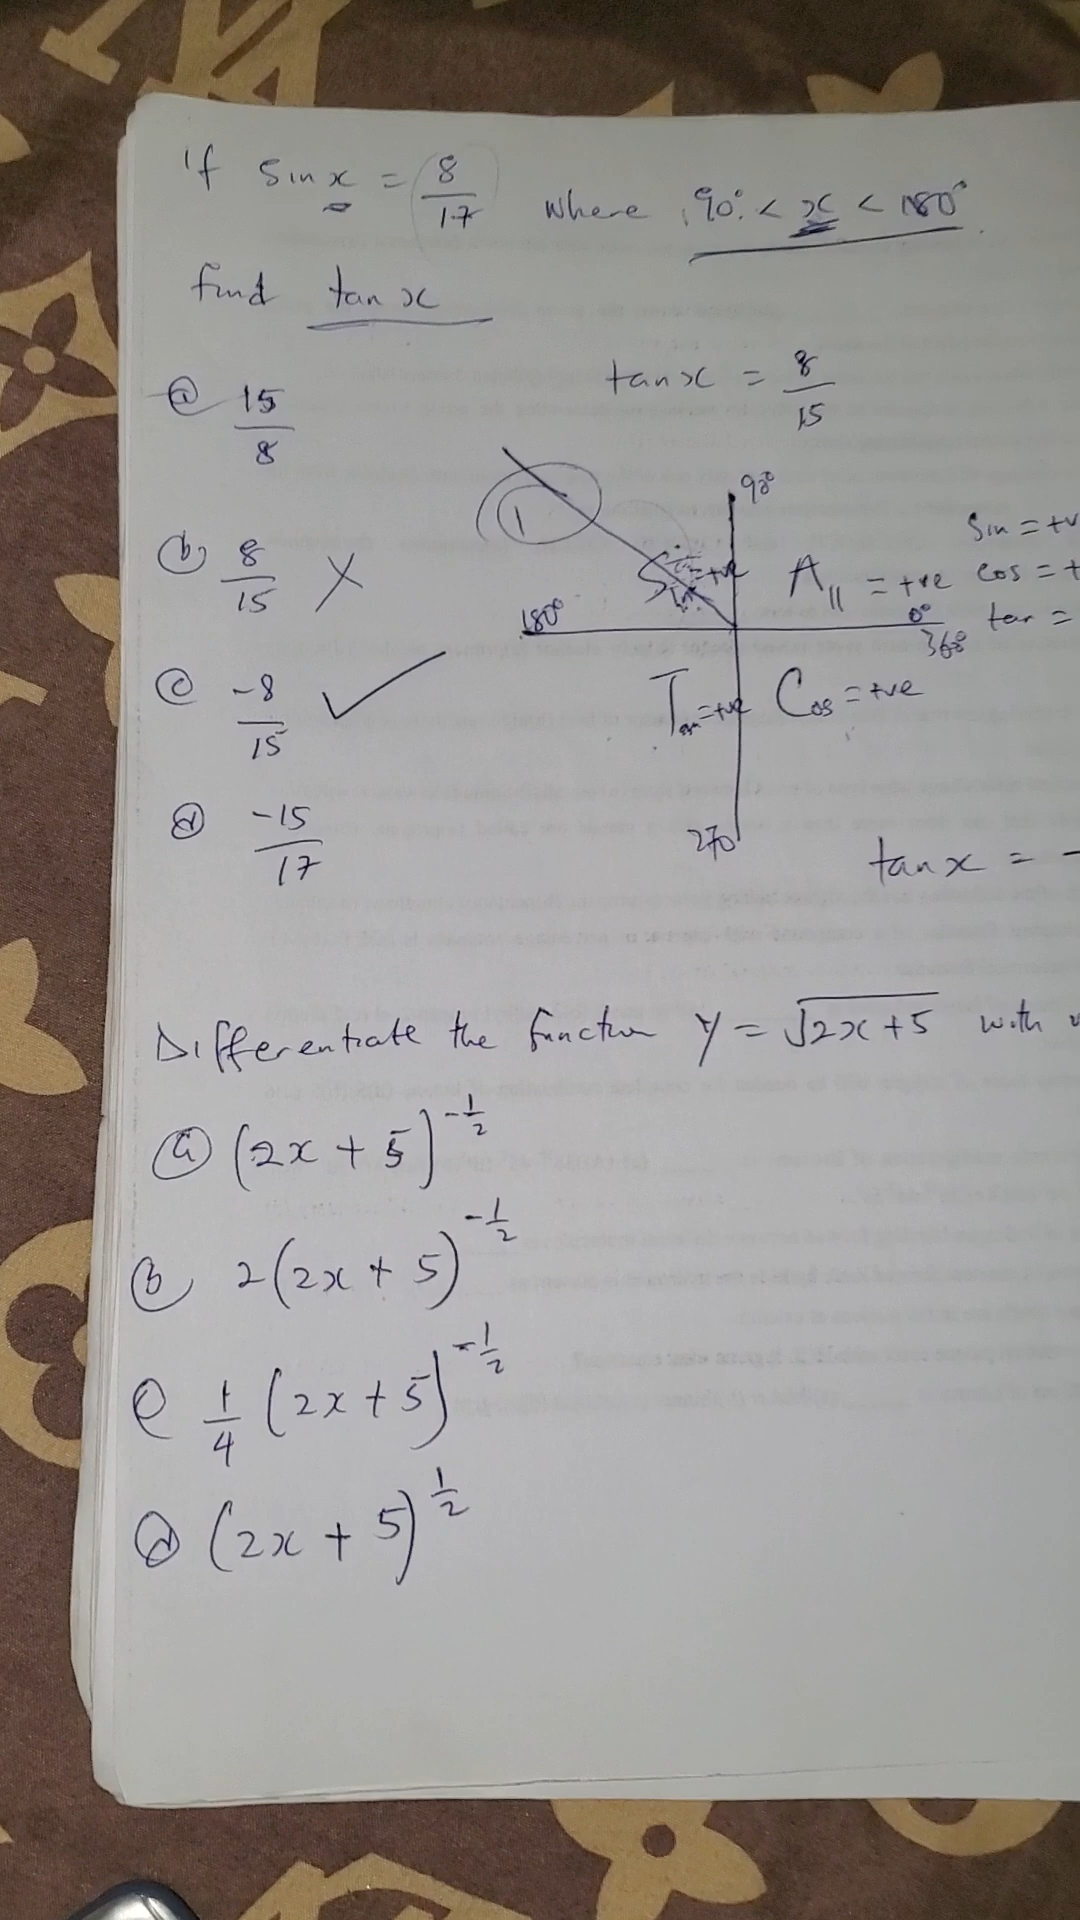 if sin x = 8/17 where 90° < x < 180°
find tan x
tan x = 8/15
(a) 15/8
1
90°
Sin = +ve
A ll = +ve
Sin = +v
cos = +
tan =
(b) 8/15 X
180°
0°
360°
(c) -8/15 ✓
Tan = +ve
Cos = +ve
(d) -15/17
270
tan x = -
Differentiate the function y = √(2x + 5) with
(a) (2x + 5)^(-1/2)
(b) 2(2x + 5)^(-1/2)
(c) 1/4 (2x + 5)^(-1/2)
(d) (2x + 5)^(1/2)